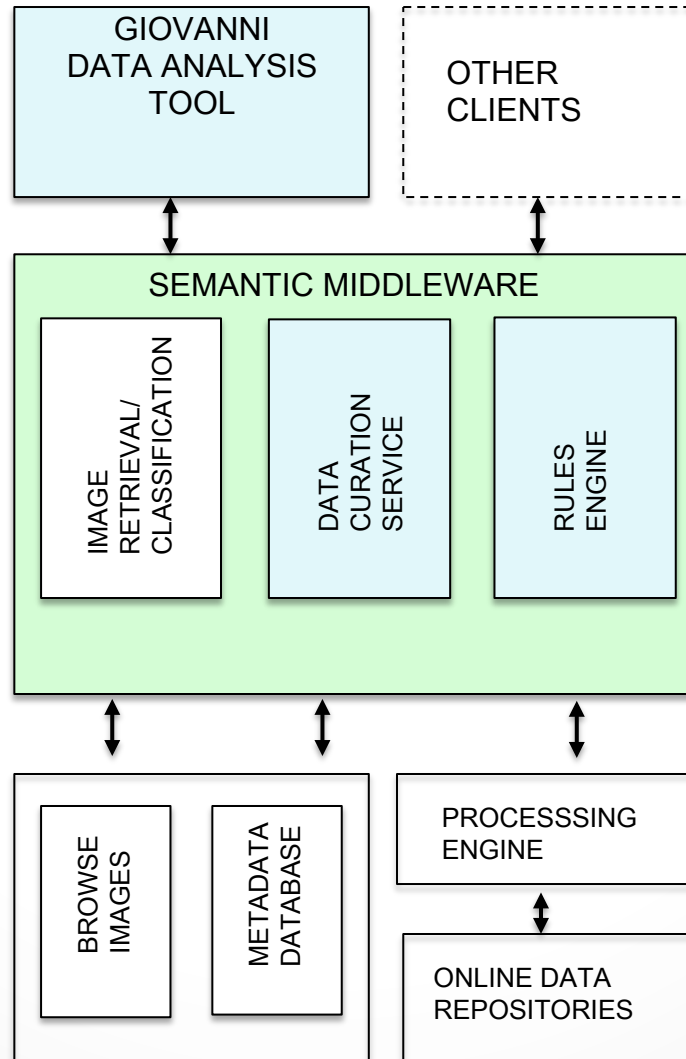 GIOVANNI
DATA ANALYSIS
TOOL
OTHER
CLIENTS
SEMANTIC MIDDLEWARE
IMAGE
RETRIEVAL/
CLASSIFICATION
DATA
CURATION
SERVICE
RULES
ENGINE
BROWSE
IMAGES
METADATA
DATABASE
PROCESSSING
ENGINE
ONLINE DATA
REPOSITORIES